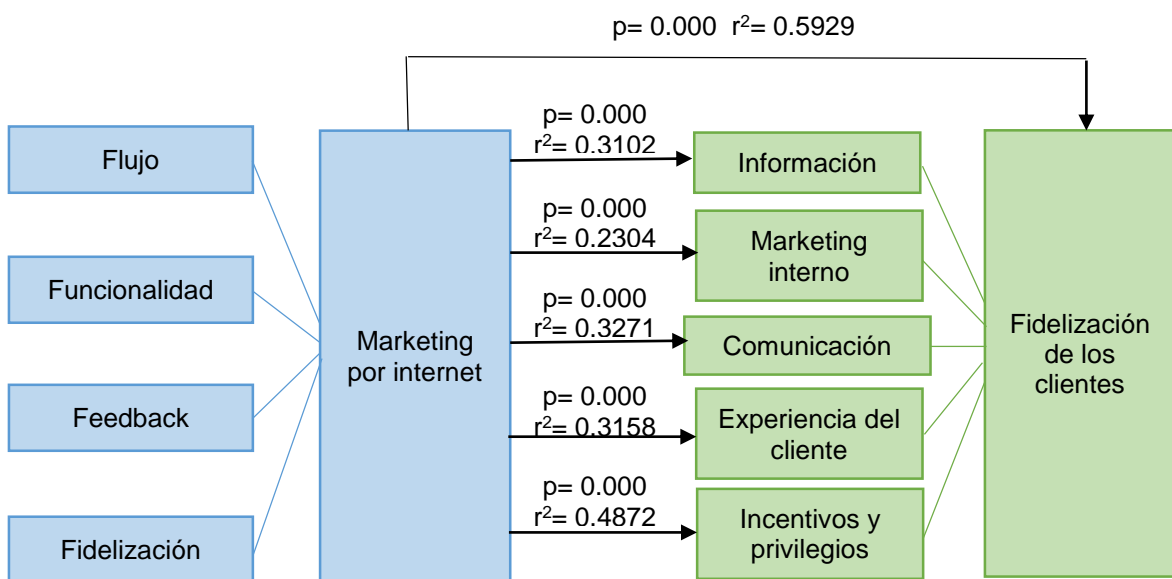 p= 0.000 r²= 0.5929
Flujo
Funcionalidad
Feedback
Fidelización
Marketing
por internet
p= 0.000
r²= 0.3102
p= 0.000
r²= 0.2304
p= 0.000
r²= 0.3271
p= 0.000
r²= 0.3158
p= 0.000
r²= 0.4872
Información
Marketing
interno
Comunicación
Experiencia del
cliente
Incentivos y
privilegios
Fidelización
de los
clientes